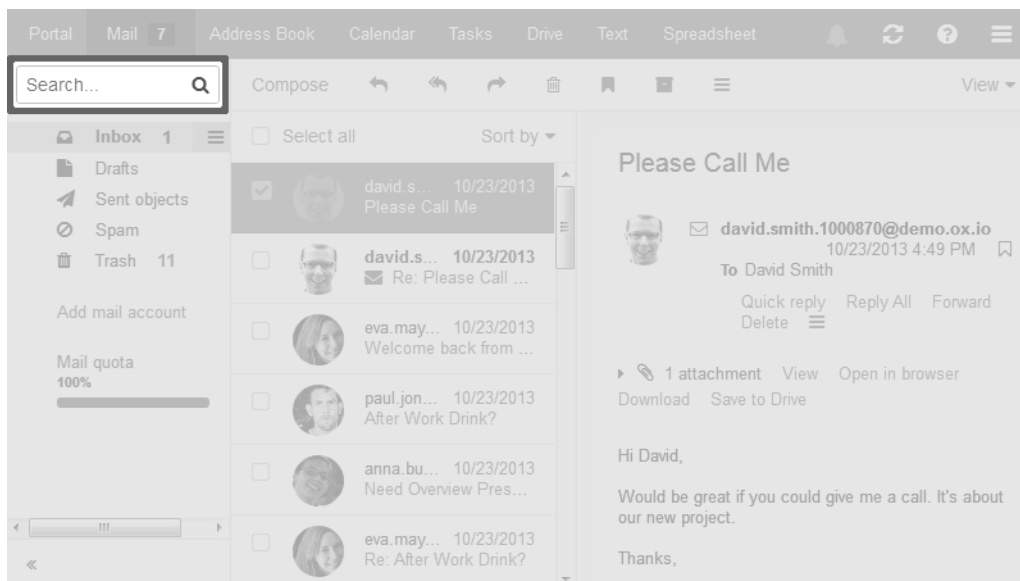 Portal Mail 7 Address Book Calendar Tasks Drive Text Spreadsheet
Search...
Compose
View
Inbox 1
Drafts
Sent objects
Spam
Trash 11
Add mail account
Mail quota
100%
Select all Sort by
david.s... 10/23/2013
Please Call Me
david.s... 10/23/2013
Re: Please Call ...
eva.may... 10/23/2013
Welcome back from ...
paul.jon... 10/23/2013
After Work Drink?
anna.bu... 10/23/2013
Need Overview Pres...
eva.may... 10/23/2013
Re: After Work Drink?
Please Call Me
david.smith.1000870@demo.ox.io
10/23/2013 4:49 PM
To David Smith
Quick reply Reply All Forward
Delete
1 attachment View Open in browser
Download Save to Drive
Hi David,
Would be great if you could give me a call. It's about
our new project.
Thanks,